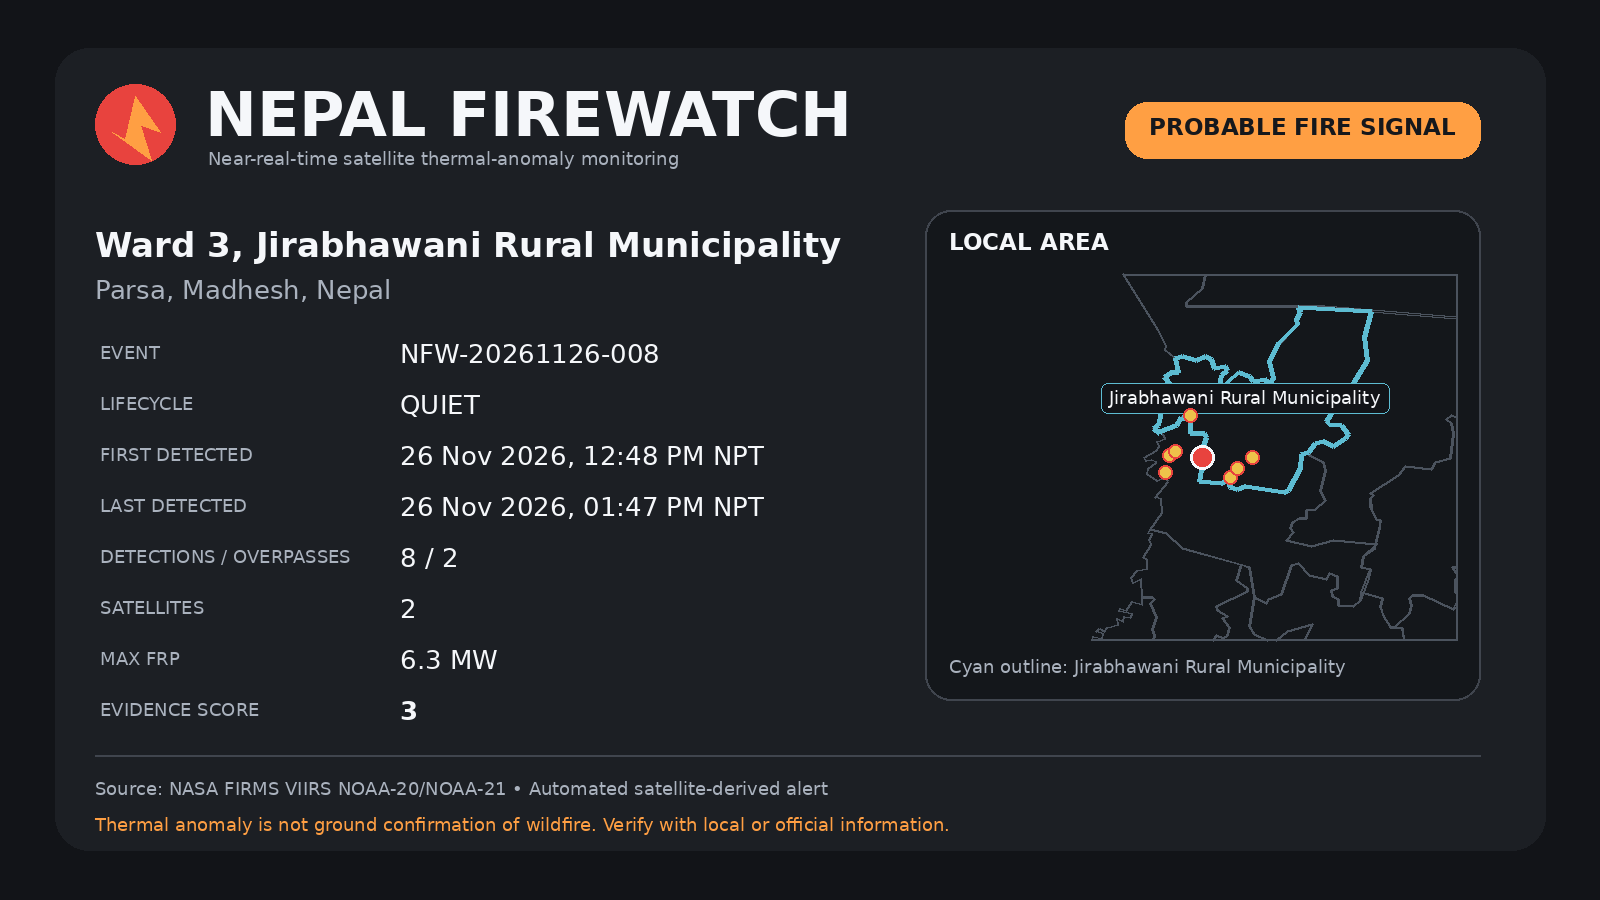 NEPAL FIREWATCH
Near-real-time satellite thermal-anomaly monitoring
PROBABLE FIRE SIGNAL
Ward 3, Jirabhawani Rural Municipality
Parsa, Madhesh, Nepal
EVENT NFW-20261126-008
LIFECYCLE QUIET
FIRST DETECTED 26 Nov 2026, 12:48 PM NPT
LAST DETECTED 26 Nov 2026, 01:47 PM NPT
DETECTIONS / OVERPASSES 8 / 2
SATELLITES 2
MAX FRP 6.3 MW
EVIDENCE SCORE 3
LOCAL AREA
Jirabhawani Rural Municipality
Cyan outline: Jirabhawani Rural Municipality
Source: NASA FIRMS VIIRS NOAA-20/NOAA-21 • Automated satellite-derived alert
Thermal anomaly is not ground confirmation of wildfire. Verify with local or official information.